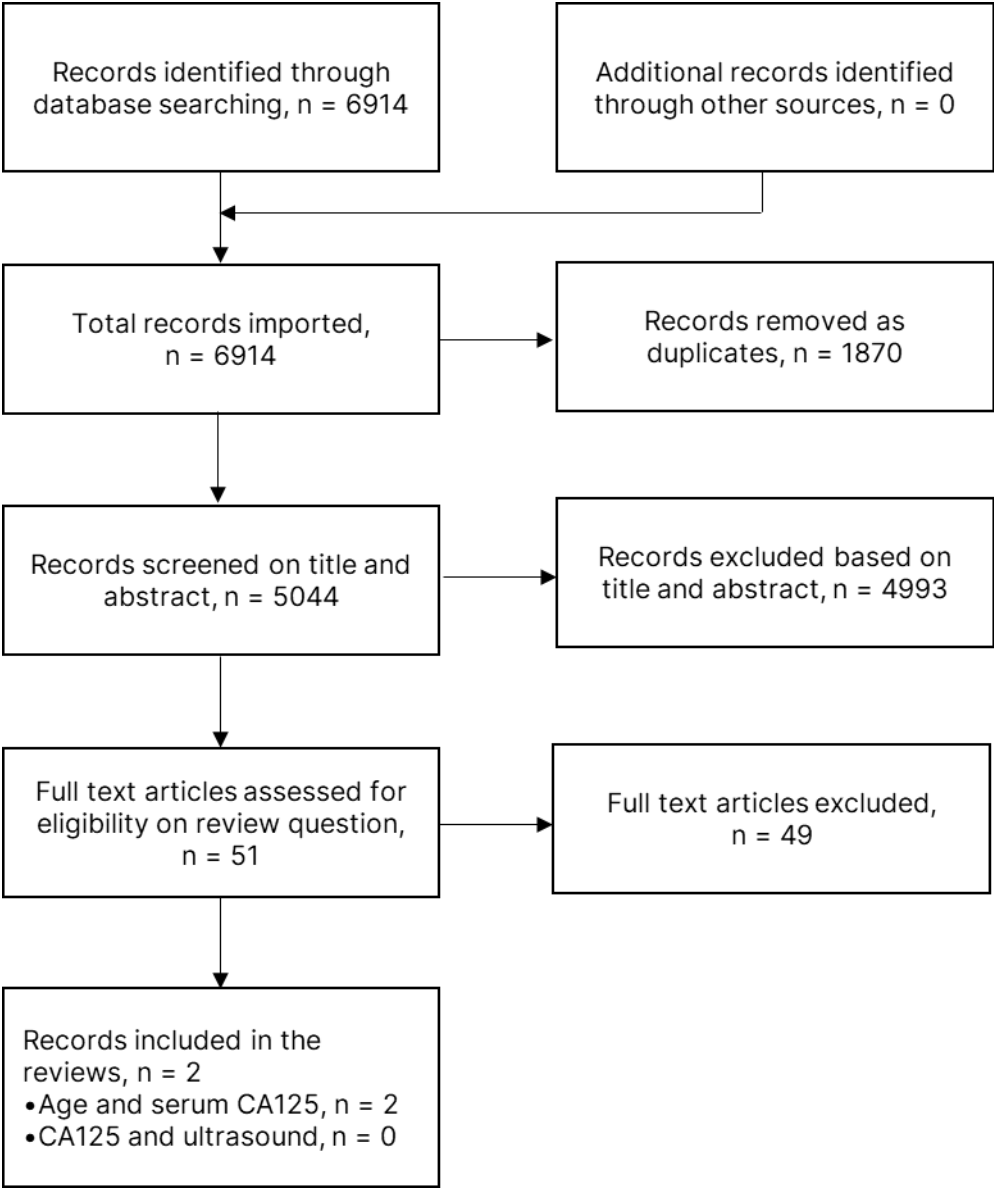 Records identified through
database searching, n = 6914
Additional records identified
through other sources, n = 0
Total records imported,
n = 6914
Records removed as
duplicates, n = 1870
Records screened on title and
abstract, n = 5044
Records excluded based on
title and abstract, n = 4993
Full text articles assessed for
eligibility on review question,
n = 51
Full text articles excluded,
n = 49
Records included in the
reviews, n = 2
•Age and serum CA125, n = 2
•CA125 and ultrasound, n = 0